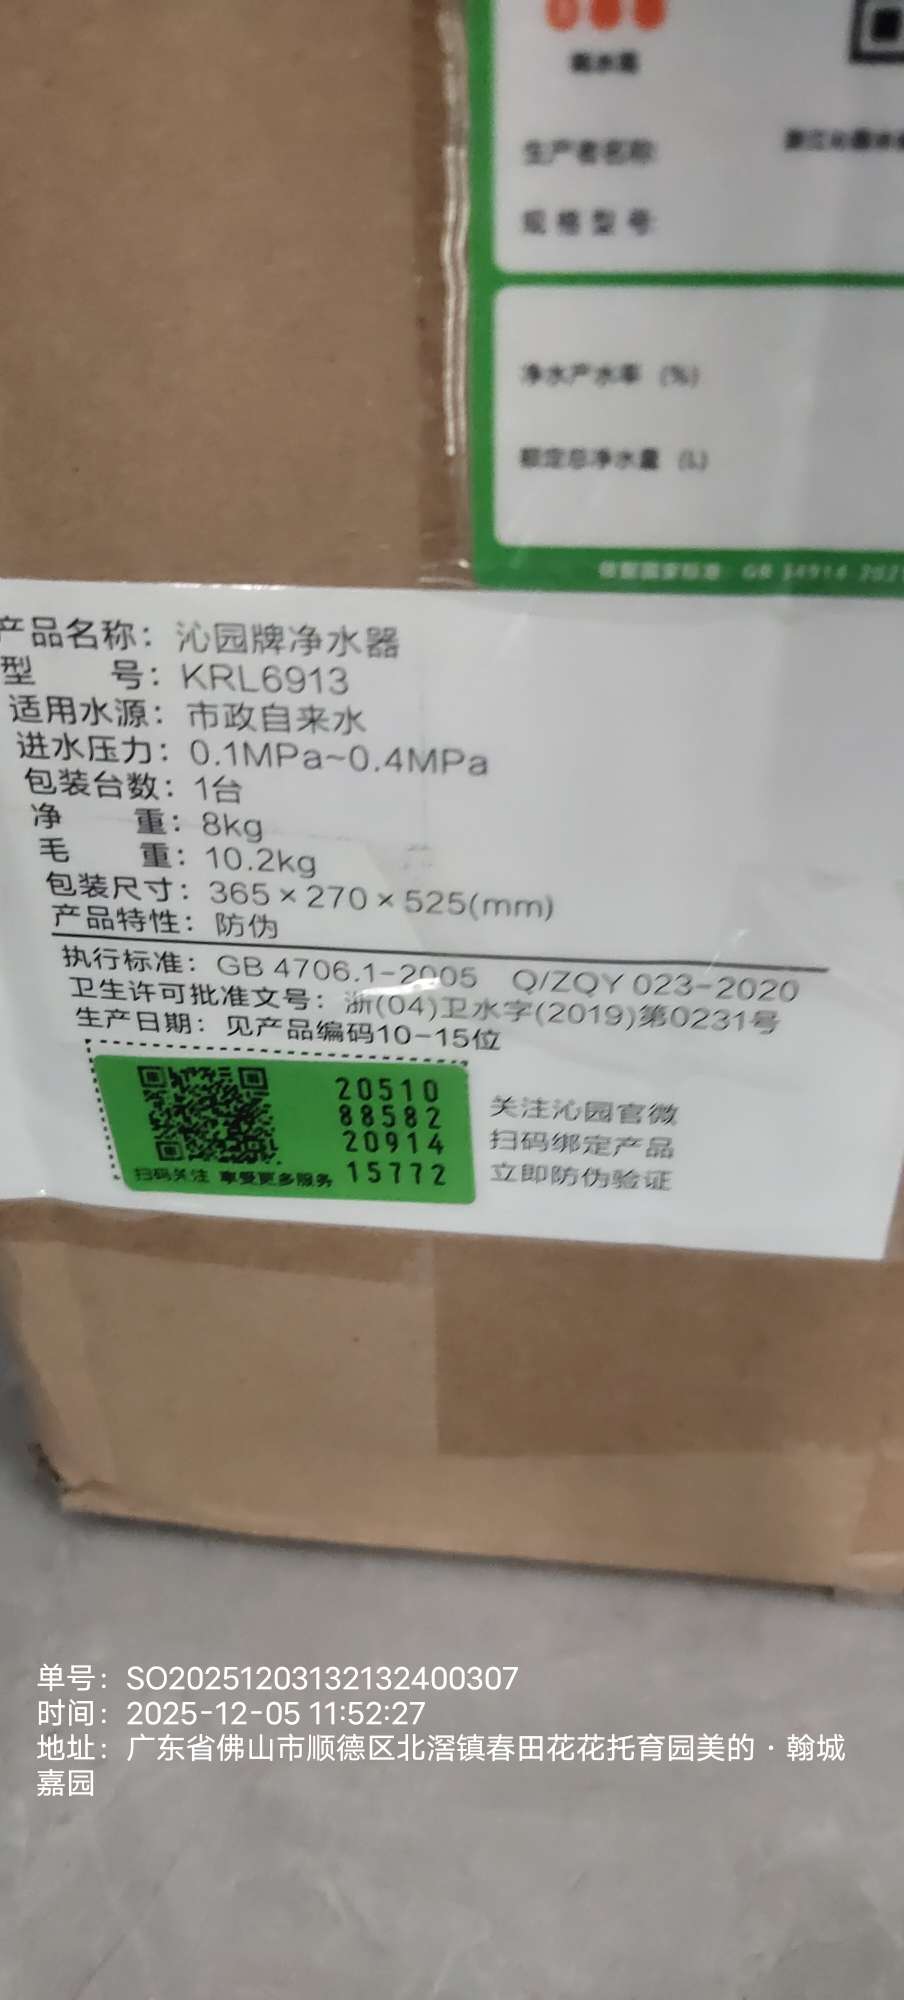 生产者名称
规格型号
净水产水率 (%)
额定总净水量 (L)
产品名称：沁园牌净水器
型 号：KRL6913
适用水源：市政自来水
进水压力：0.1MPa~0.4MPa
包装台数：1台
净 重：8kg
毛 重：10.2kg
包装尺寸：365×270×525(mm)
产品特性：防伪
执行标准：GB 4706.1-2005 Q/ZQY 023-2020
卫生许可批准文号：浙(04)卫水字(2019)第0231号
生产日期：见产品编码10-15位
20510
88582
20914
15772
扫码关注 享受更多服务
关注沁园官微
扫码绑定产品
立即防伪验证
单号：SO20251203132132400307
时间：2025-12-05 11:52:27
地址：广东省佛山市顺德区北滘镇春田花花托育园美的·翰城
嘉园